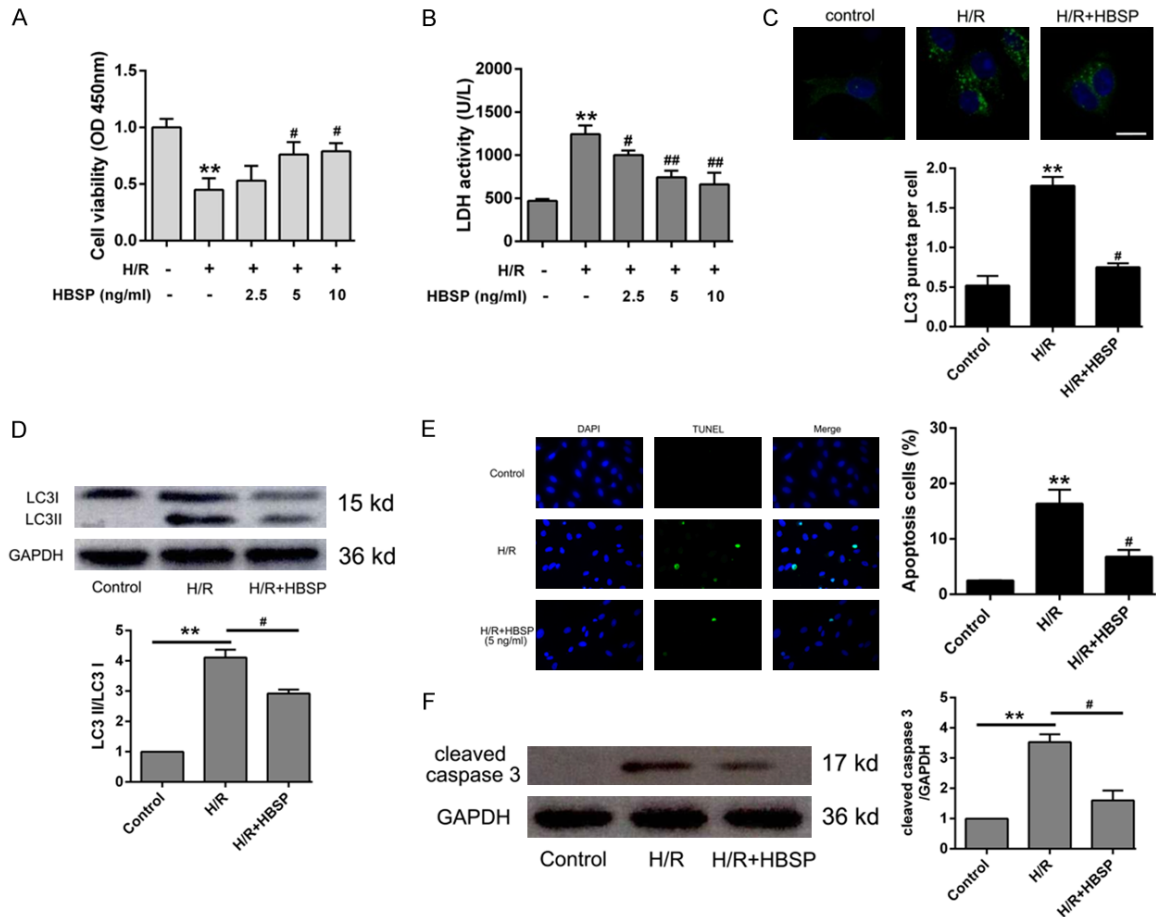 A
Cell viability (OD 450nm)
1.5
1.0
0.5
0.0
**
#
#
H/R - + + + +
HBSP (ng/ml) - - 2.5 5 10
B
LDH activity (U/L)
2000
1500
1000
500
0
**
#
##
##
H/R - + + + +
HBSP (ng/ml) - - 2.5 5 10
C
control H/R H/R+HBSP
LC3 puncta per cell
2.0
1.5
1.0
0.5
0.0
**
#
Control H/R H/R+HBSP
D
LC3I
LC3II
15 kd
GAPDH 36 kd
Control H/R H/R+HBSP
LC3 II/LC3 I
5
4
3
2
1
0
**
#
Control H/R H/R+HBSP
E
DAPI TUNEL Merge
Control
H/R
H/R+HBSP
(5 ng/ml)
Apoptosis cells (%)
30
20
10
0
**
#
Control H/R H/R+HBSP
F
cleaved
caspase 3
17 kd
GAPDH 36 kd
Control H/R H/R+HBSP
cleaved caspase 3
/GAPDH
5
4
3
2
1
0
**
#
Control H/R H/R+HBSP